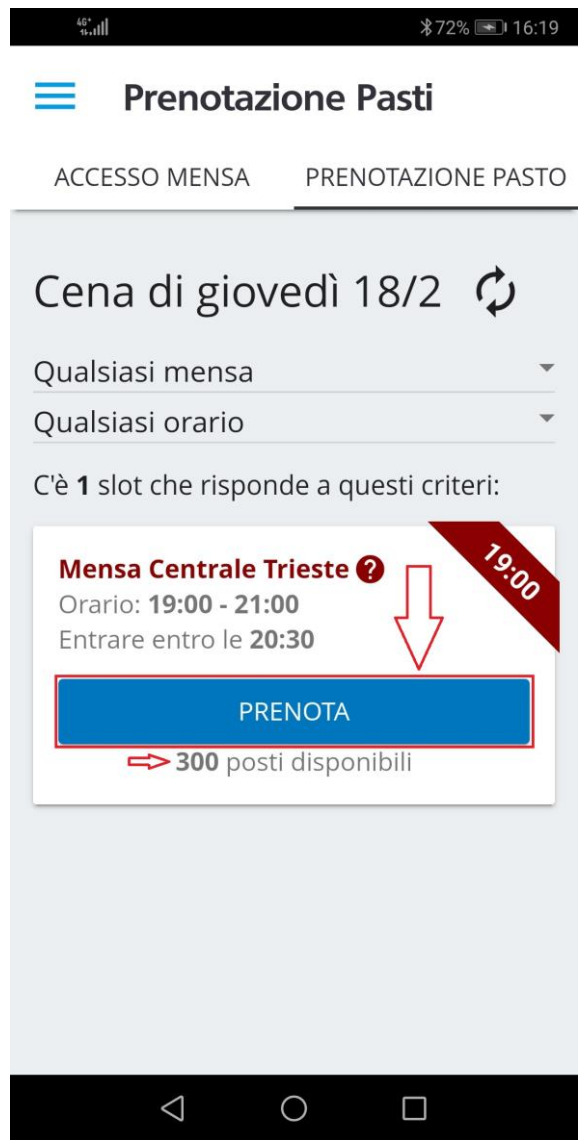 4G+ 72% 16:19
Prenotazione Pasti
ACCESSO MENSA PRENOTAZIONE PASTO
Cena di giovedì 18/2
Qualsiasi mensa
Qualsiasi orario
C'è 1 slot che risponde a questi criteri:
19:00
Mensa Centrale Trieste ?
Orario: 19:00 - 21:00
Entrare entro le 20:30
PRENOTA
300 posti disponibili